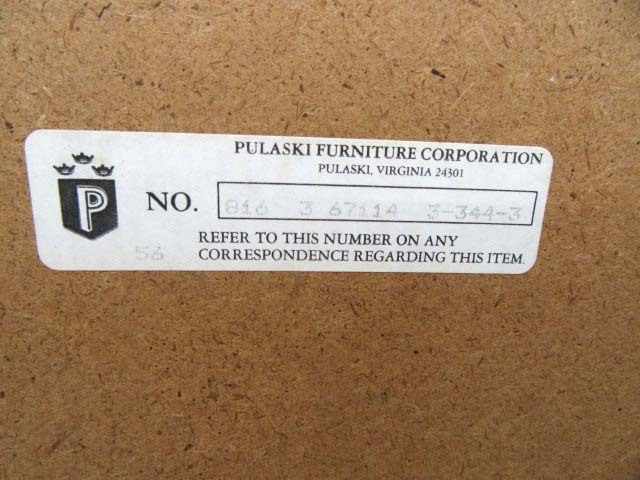 PULASKI FURNITURE CORPORATION
PULASKI, VIRGINIA 24301
P
NO. 816 3 67114 3-344-3
56
REFER TO THIS NUMBER ON ANY
CORRESPONDENCE REGARDING THIS ITEM.